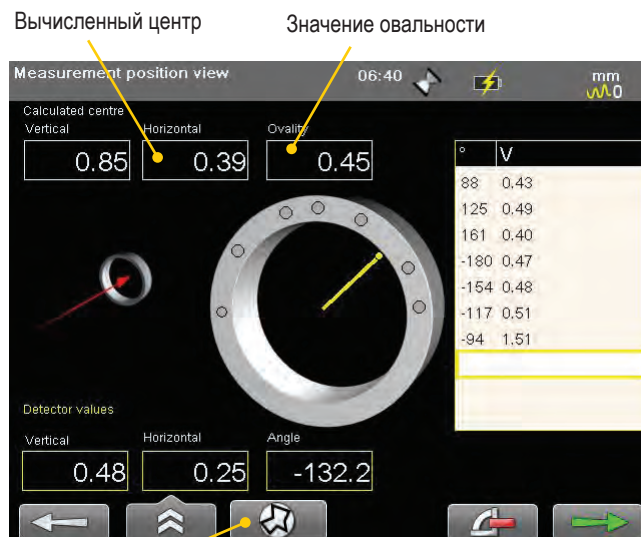 Вычисленный центр Значение овальности
Measurement position view 06:40 mm
0
Calculated centre
Vertical Horizontal Ovality
0.85 0.39 0.45
° V
88 0.43
125 0.49
161 0.40
-180 0.47
-154 0.48
-117 0.51
-94 1.51
Detector values
Vertical Horizontal Angle
0.48 0.25 -132.2